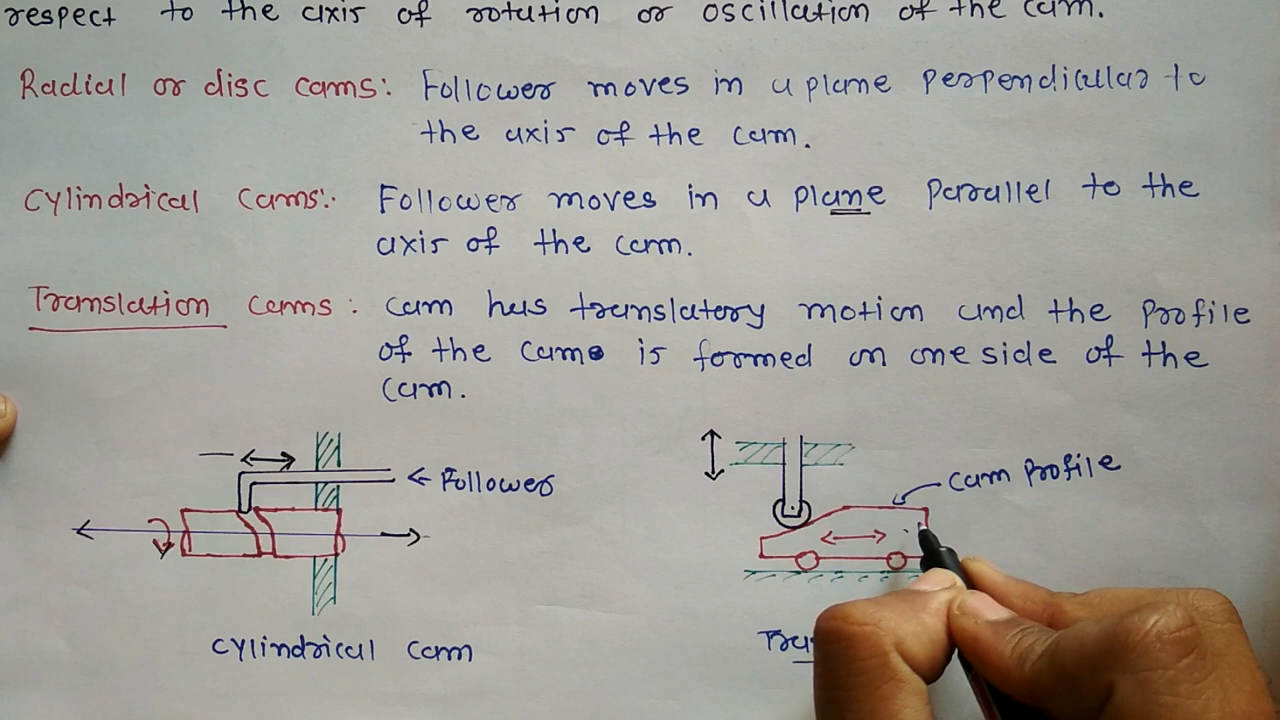 respect to the axis of rotation or oscillation of the cam.
Radial or disc cams: Follower moves in a plane perpendicular to
the axis of the cam.
Cylindrical Cams:. Follower moves in a plane parallel to the
axis of the cam.
Translation cams: cam has translatory motion and the profile
of the cam is formed on one side of the
cam.
← Follower
Cam Profile
Cylindrical Cam